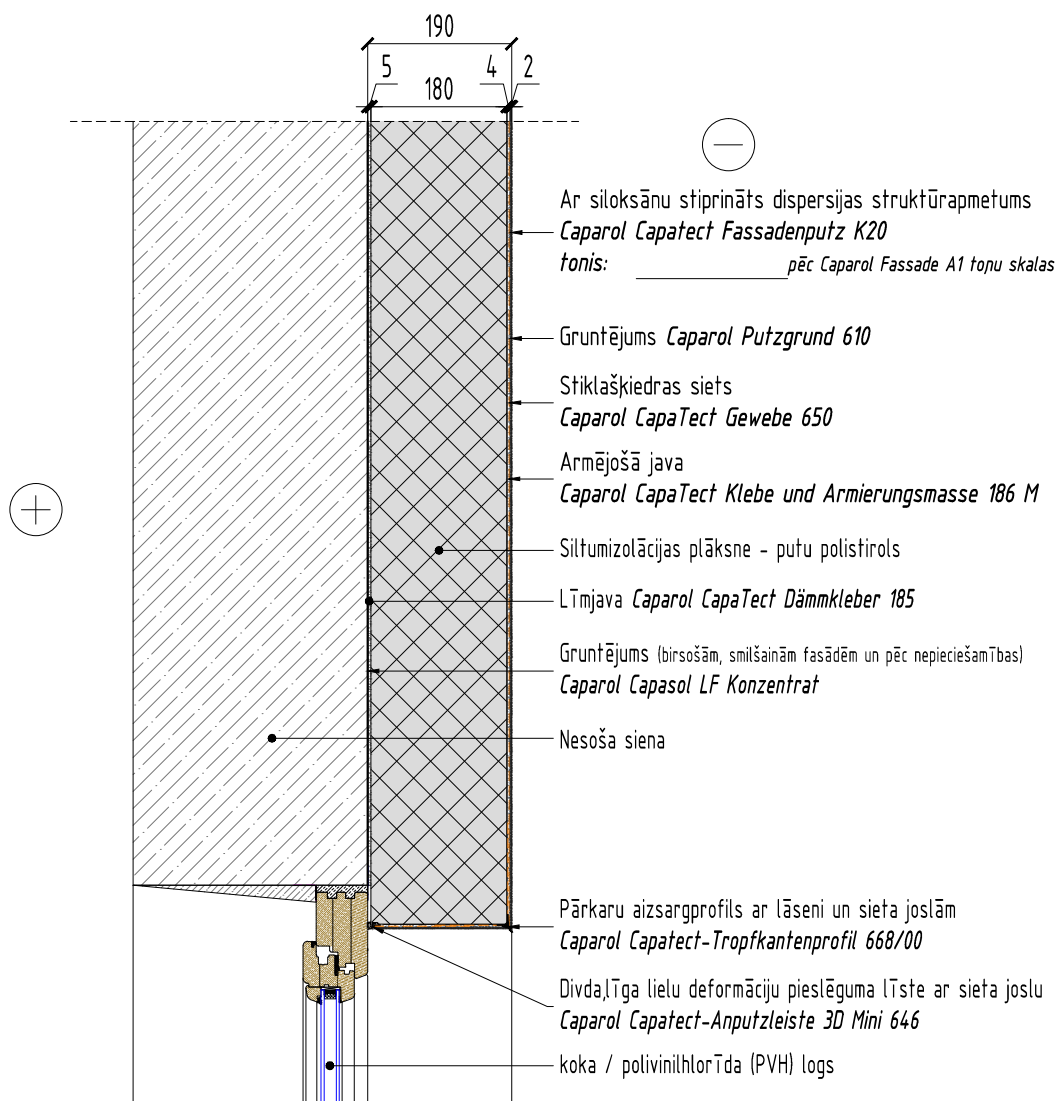 190
5
180
4
2
Ar siloksānu stiprināts dispersijas struktūrapmetums
Caparol Capatect Fassadenputz K20
tonis: pēc Caparol Fassade A1 toņu skalas
Gruntējums Caparol Putzgrund 610
Stiklašķiedras siets
Caparol CapaTect Gewebe 650
Armējošā java
Caparol CapaTect Klebe und Armierungsmasse 186 M
Siltumizolācijas plāksne - putu polistirols
Līmjava Caparol CapaTect Dämmkleber 185
Gruntējums (birsošām, smilšainām fasādēm un pēc nepieciešamības)
Caparol Capasol LF Konzentrat
Nesoša siena
Pārkaru aizsargprofils ar lāseni un sieta joslām
Caparol Capatect-Tropfkantenprofil 668/00
Divda,līga lielu deformāciju pieslēguma līste ar sieta joslu
Caparol Capatect-Anputzleiste 3D Mini 646
koka / polivinilhlorīda (PVH) logs